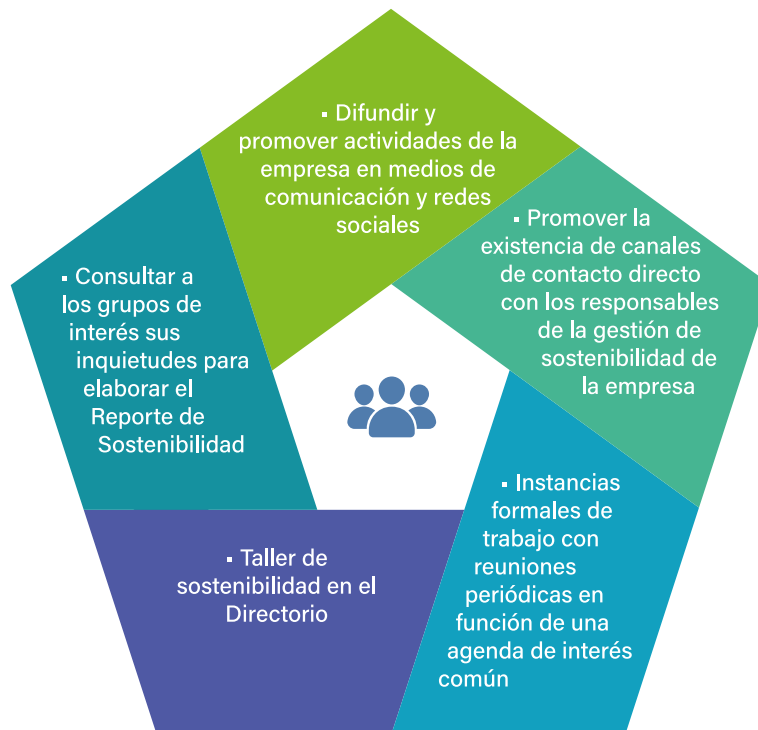 ▪ Difundir y
promover actividades de la
empresa en medios de
comunicación y redes
sociales
▪ Promover la
existencia de canales
de contacto directo
con los responsables
de la gestión de
sostenibilidad de
la empresa
▪ Instancias
formales de
trabajo con
reuniones
periódicas en
función de una
agenda de interés
común
▪ Taller de
sostenibilidad en el
Directorio
▪ Consultar a
los grupos de
interés sus
inquietudes para
elaborar el
Reporte de
Sostenibilidad